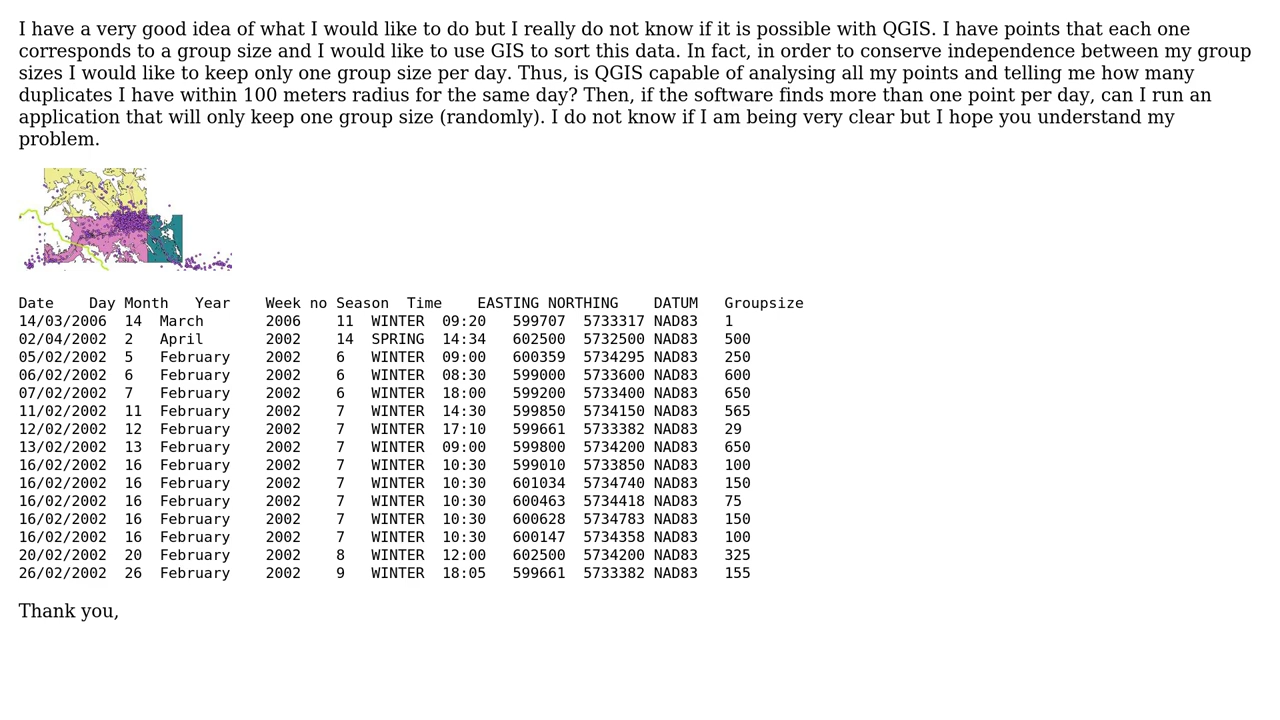 I have a very good idea of what I would like to do but I really do not know if it is possible with QGIS. I have points that each one
corresponds to a group size and I would like to use GIS to sort this data. In fact, in order to conserve independence between my group
sizes I would like to keep only one group size per day. Thus, is QGIS capable of analysing all my points and telling me how many
duplicates I have within 100 meters radius for the same day? Then, if the software finds more than one point per day, can I run an
application that will only keep one group size (randomly). I do not know if I am being very clear but I hope you understand my
problem.
Date    Day Month   Year    Week no Season  Time    EASTING NORTHING    DATUM   Groupsize
14/03/2006  14  March       2006    11  WINTER  09:20   599707  5733317 NAD83   1
02/04/2002  2   April       2002    14  SPRING  14:34   602500  5732500 NAD83   500
05/02/2002  5   February    2002    6   WINTER  09:00   600359  5734295 NAD83   250
06/02/2002  6   February    2002    6   WINTER  08:30   599000  5733600 NAD83   600
07/02/2002  7   February    2002    6   WINTER  18:00   599200  5733400 NAD83   650
11/02/2002  11  February    2002    7   WINTER  14:30   599850  5734150 NAD83   565
12/02/2002  12  February    2002    7   WINTER  17:10   599661  5733382 NAD83   29
13/02/2002  13  February    2002    7   WINTER  09:00   599800  5734200 NAD83   650
16/02/2002  16  February    2002    7   WINTER  10:30   599010  5733850 NAD83   100
16/02/2002  16  February    2002    7   WINTER  10:30   601034  5734740 NAD83   150
16/02/2002  16  February    2002    7   WINTER  10:30   600463  5734418 NAD83   75
16/02/2002  16  February    2002    7   WINTER  10:30   600628  5734783 NAD83   150
16/02/2002  16  February    2002    7   WINTER  10:30   600147  5734358 NAD83   100
20/02/2002  20  February    2002    8   WINTER  12:00   602500  5734200 NAD83   325
26/02/2002  26  February    2002    9   WINTER  18:05   599661  5733382 NAD83   155
Thank you,